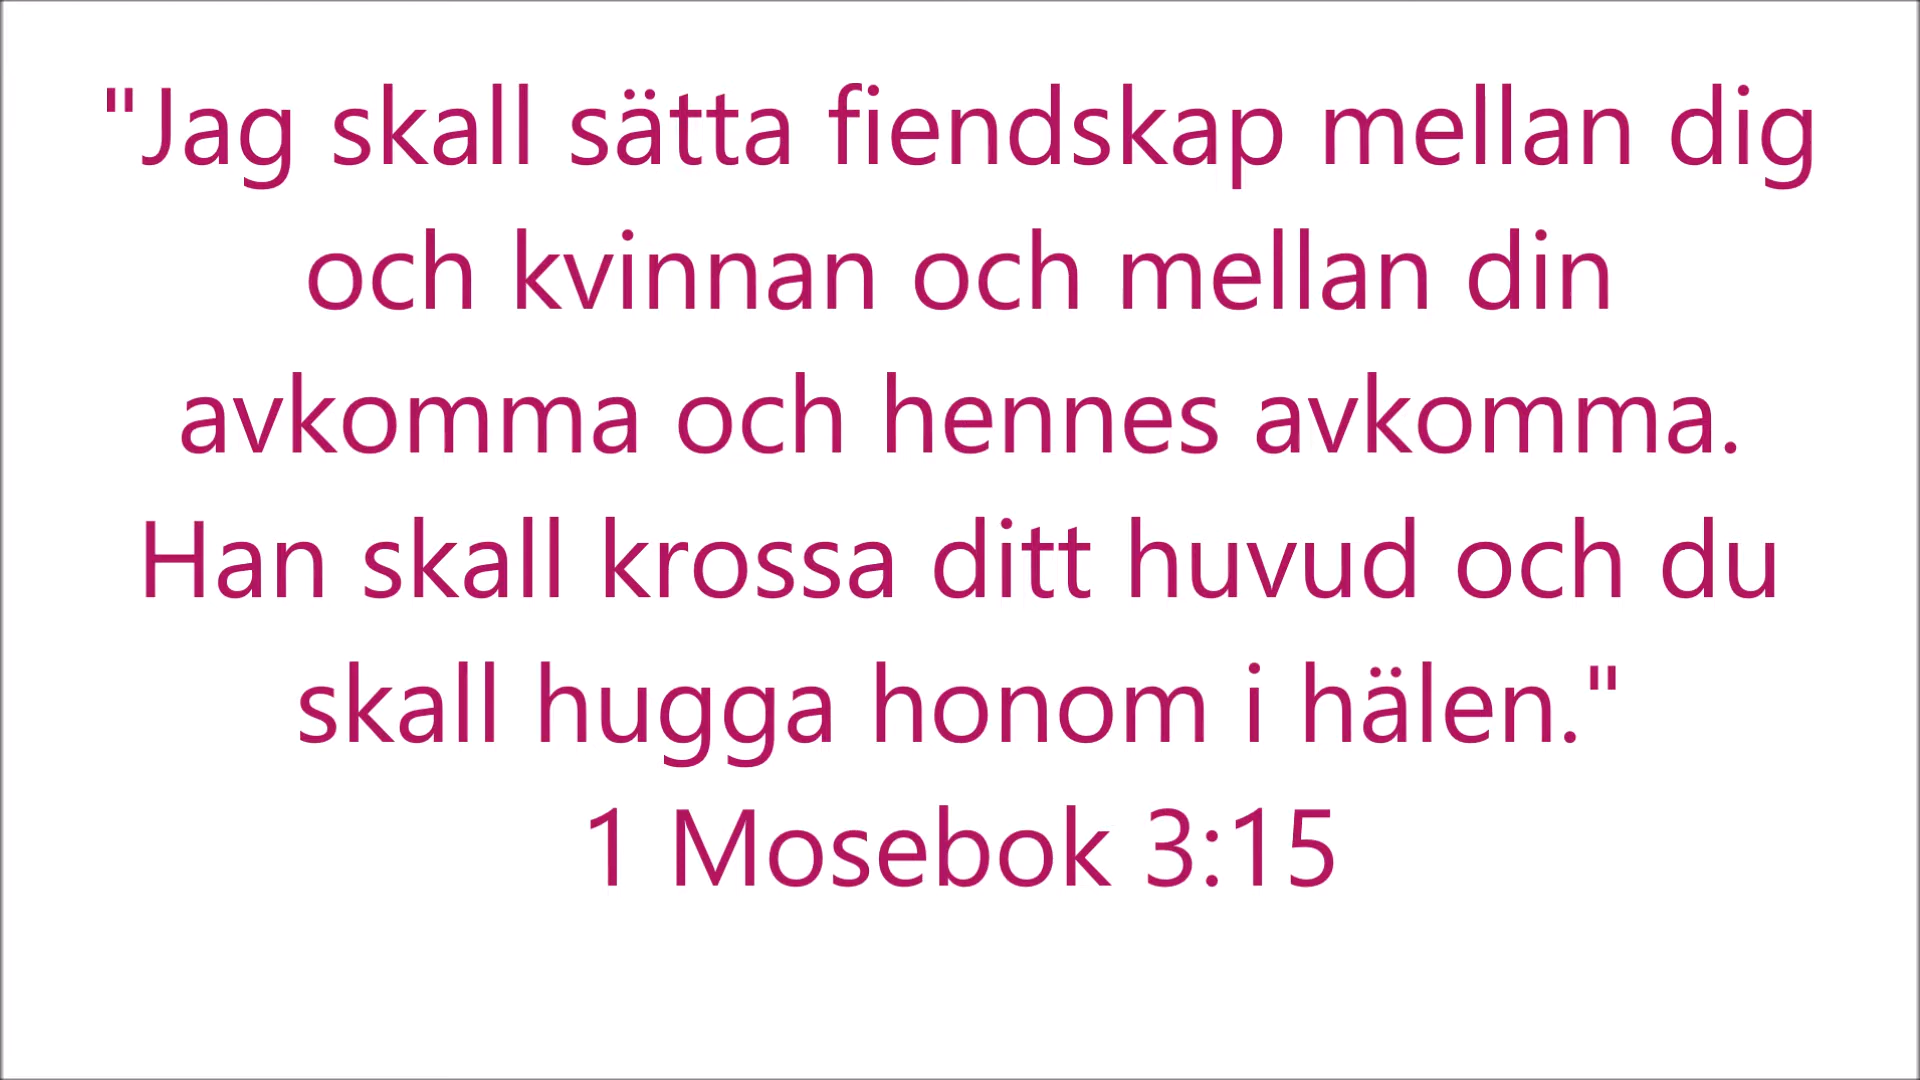 "Jag skall sätta fiendskap mellan dig
och kvinnan och mellan din
avkomma och hennes avkomma.
Han skall krossa ditt huvud och du
skall hugga honom i hälen."
1 Mosebok 3:15